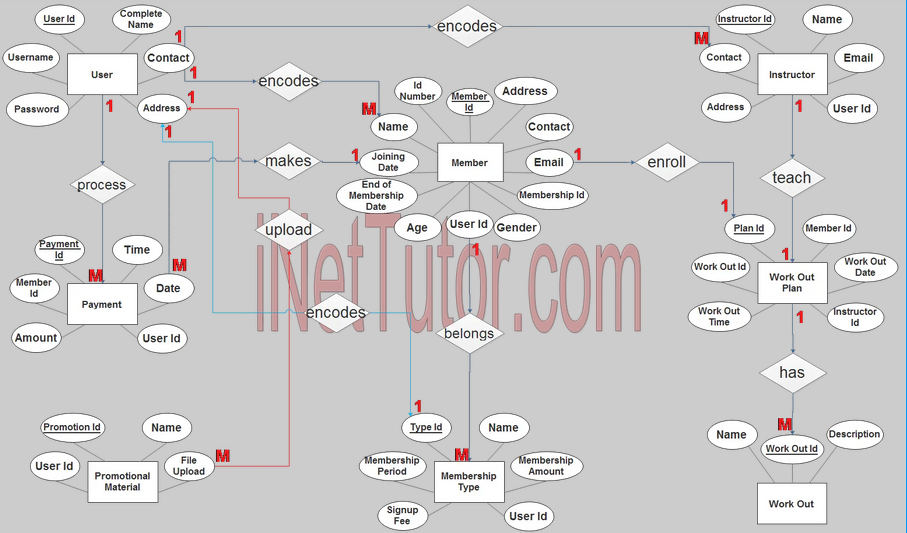 User Id
Complete
Name
Username
User
Contact
Password
Address
1
1
1
1
1
encodes
M
Instructor Id
Name
Contact
Instructor
Email
Address
User Id
1
encodes
M
Id
Number
Member
Id
Address
Name
Contact
Joining
Date
Member
Email
End of
Membership
Date
Membership Id
Age
User Id
Gender
1
1
1
makes
enroll
1
teach
1
process
M
upload
Plan Id
Member Id
Work Out Id
Work Out
Plan
Work Out
Date
Work Out
Time
Instructor
Id
1
Payment
Id
Time
Member
Id
Payment
Date
M
Amount
User Id
encodes
belongs
iNetTutor.com
has
M
1
Promotion Id
Name
User Id
Promotional
Material
File
Upload
M
Type Id
Name
M
Membership
Period
Membership
Type
Membership
Amount
Signup
Fee
User Id
Name
Work Out Id
Description
Work Out